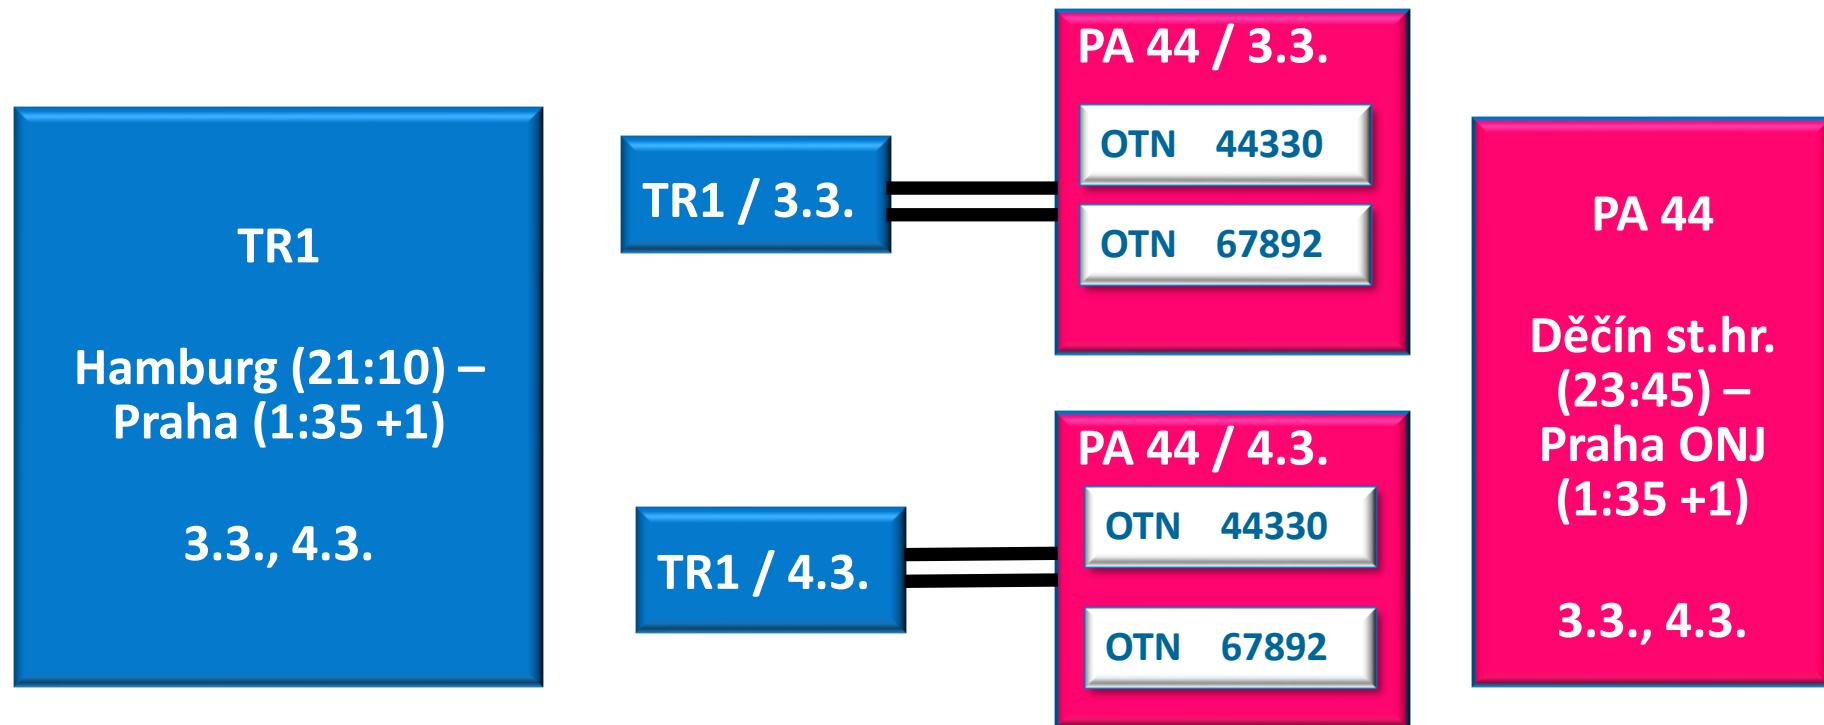 TR1
Hamburg (21:10) –
Praha (1:35 +1)
3.3., 4.3.
TR1 / 3.3.
PA 44 / 3.3.
OTN 44330
OTN 67892
TR1 / 4.3.
PA 44 / 4.3.
OTN 44330
OTN 67892
PA 44
Děčín st.hr.
(23:45) –
Praha ONJ
(1:35 +1)
3.3., 4.3.